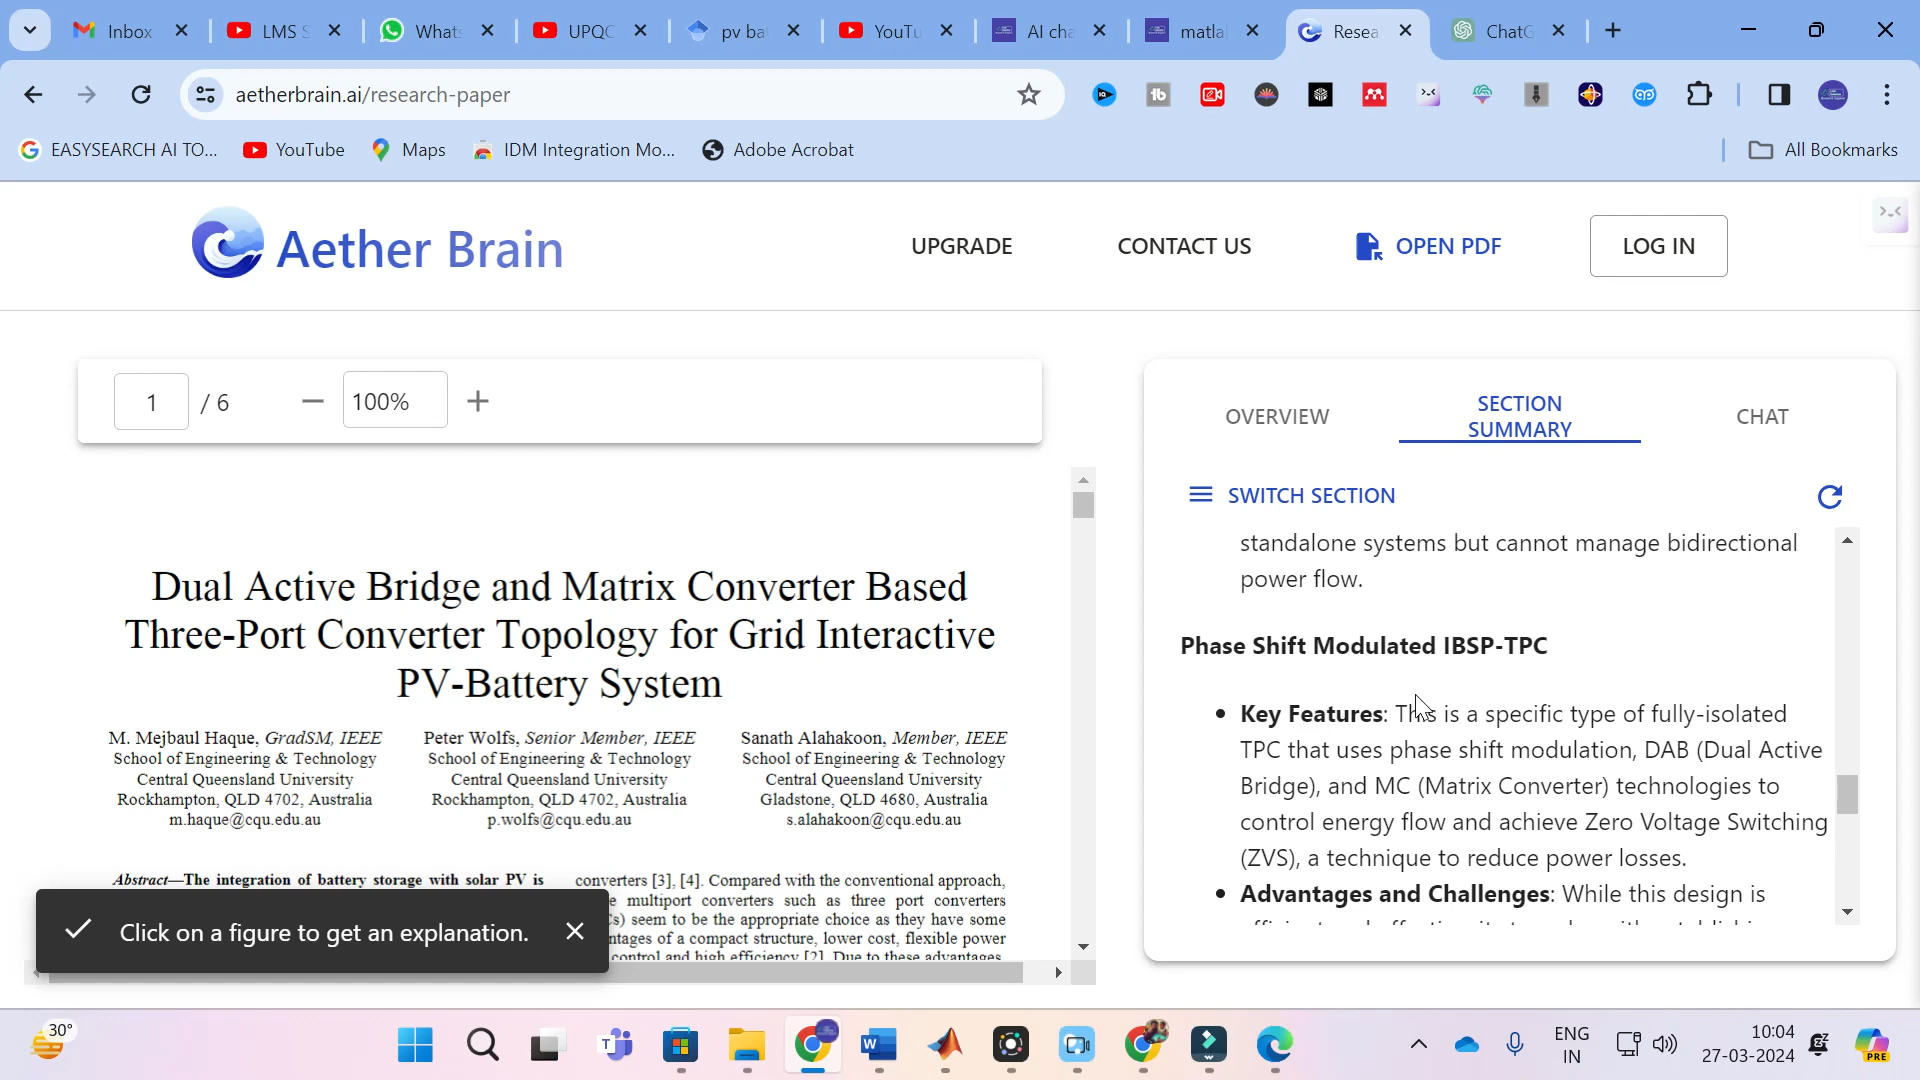 Inbox
LMS S
What
UPQC
pv ba
YouTu
AI cha
matla
Resea
ChatG
aetherbrain.ai/research-paper
EASYSEARCH AI TO...
YouTube
Maps
IDM Integration Mo...
Adobe Acrobat
All Bookmarks
Aether Brain
UPGRADE
CONTACT US
OPEN PDF
LOG IN
1 / 6
100%
Dual Active Bridge and Matrix Converter Based
Three-Port Converter Topology for Grid Interactive
PV-Battery System
M. Mejbaul Haque, GradSM, IEEE
School of Engineering & Technology
Central Queensland University
Rockhampton, QLD 4702, Australia
m.haque@cqu.edu.au
Peter Wolfs, Senior Member, IEEE
School of Engineering & Technology
Central Queensland University
Rockhampton, QLD 4702, Australia
p.wolfs@cqu.edu.au
Sanath Alahakoon, Member, IEEE
School of Engineering & Technology
Central Queensland University
Gladstone, QLD 4680, Australia
s.alahakoon@cqu.edu.au
Abstract—The integration of battery storage with solar PV is
converters [3], [4]. Compared with the conventional approach,
multiport converters such as three port converters
s) seem to be the appropriate choice as they have some
ntages of a compact structure, lower cost, flexible power
control and high efficiency [2]. Due to these advantages
Click on a figure to get an explanation.
OVERVIEW
SECTION
SUMMARY
CHAT
SWITCH SECTION
standalone systems but cannot manage bidirectional
power flow.
Phase Shift Modulated IBSP-TPC
• Key Features: This is a specific type of fully-isolated
TPC that uses phase shift modulation, DAB (Dual Active
Bridge), and MC (Matrix Converter) technologies to
control energy flow and achieve Zero Voltage Switching
(ZVS), a technique to reduce power losses.
• Advantages and Challenges: While this design is
30°
ENG
IN
10:04
27-03-2024
PRE